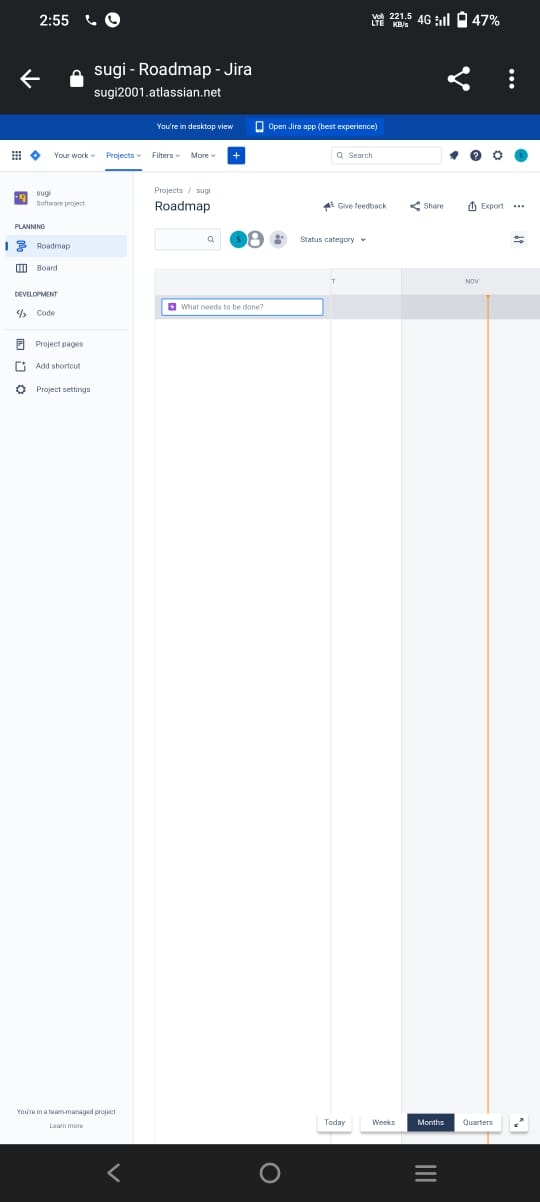 2:55
Vol) LTE 221.5 KB/s 4G 47%
sugi - Roadmap - Jira
sugi2001.atlassian.net
You're in desktop view Open Jira app (best experience)
Your work Projects Filters More + Search
sugi
Software project
PLANNING
Roadmap
Board
DEVELOPMENT
Code
Project pages
Add shortcut
Project settings
Projects / sugi
Roadmap
Give feedback Share Export
Status category
T NOV
What needs to be done?
You're in a team-managed project
Learn more
Today Weeks Months Quarters